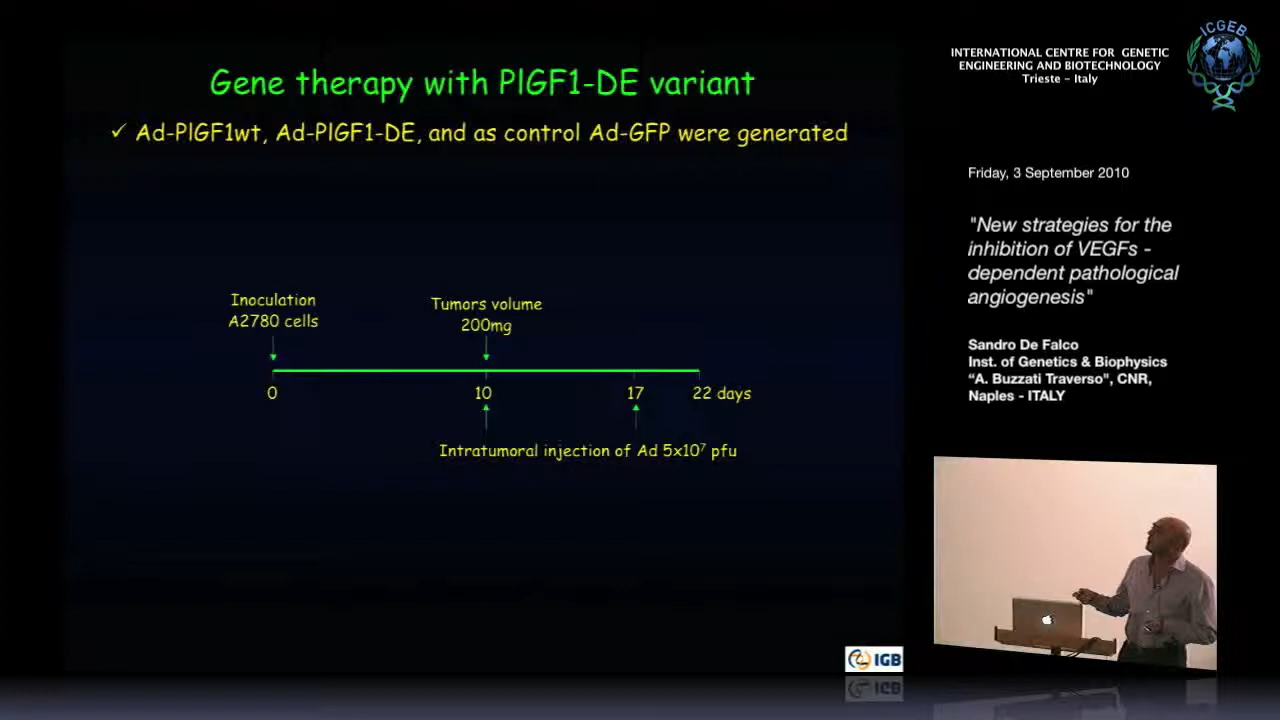 Gene therapy with PlGF1-DE variant
✓ Ad-PlGF1wt, Ad-PlGF1-DE, and as control Ad-GFP were generated
Inoculation
A2780 cells
Tumors volume
200mg
0
10
17
22 days
Intratumoral injection of Ad 5x10⁷ pfu
IGB
INTERNATIONAL CENTRE FOR GENETIC
ENGINEERING AND BIOTECHNOLOGY
Trieste - Italy
ICGEB
Friday, 3 September 2010
"New strategies for the
inhibition of VEGFs -
dependent pathological
angiogenesis"
Sandro De Falco
Inst. of Genetics & Biophysics
“A. Buzzati Traverso", CNR,
Naples - ITALY